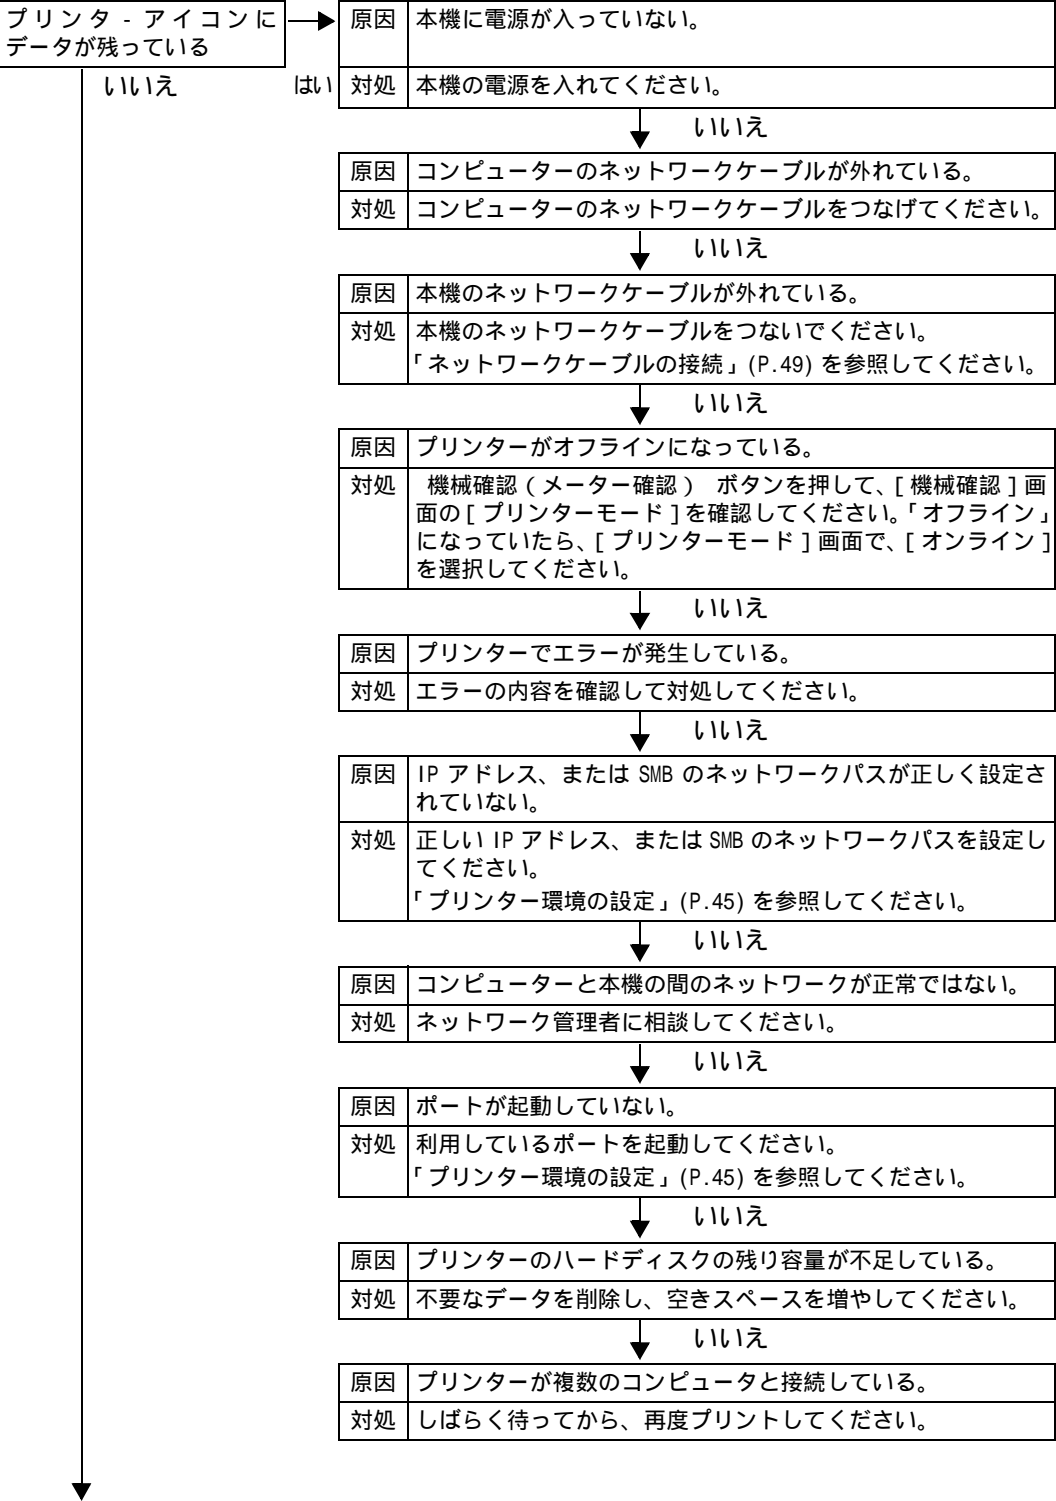 プリンタ - アイコンに
データが残っている
原因 本機に電源が入っていない。
いいえ
はい
対処 本機の電源を入れてください。
いいえ
原因 コンピューターのネットワークケーブルが外れている。
対処 コンピューターのネットワークケーブルをつなげてください。
いいえ
原因 本機のネットワークケーブルが外れている。
対処 本機のネットワークケーブルをつないでください。
「ネットワークケーブルの接続」(P.49) を参照してください。
いいえ
原因 プリンターがオフラインになっている。
対処 機械確認(メーター確認) ボタンを押して、[機械確認]画
面の[プリンターモード]を確認してください。「オフライン」
になっていたら、[プリンターモード]画面で、[オンライン]
を選択してください。
いいえ
原因 プリンターでエラーが発生している。
対処 エラーの内容を確認して対処してください。
いいえ
原因 IP アドレス、または SMB のネットワークパスが正しく設定さ
れていない。
対処 正しい IP アドレス、または SMB のネットワークパスを設定し
てください。
「プリンター環境の設定」(P.45) を参照してください。
いいえ
原因 コンピューターと本機の間のネットワークが正常ではない。
対処 ネットワーク管理者に相談してください。
いいえ
原因 ポートが起動していない。
対処 利用しているポートを起動してください。
「プリンター環境の設定」(P.45) を参照してください。
いいえ
原因 プリンターのハードディスクの残り容量が不足している。
対処 不要なデータを削除し、空きスペースを増やしてください。
いいえ
原因 プリンターが複数のコンピュータと接続している。
対処 しばらく待ってから、再度プリントしてください。